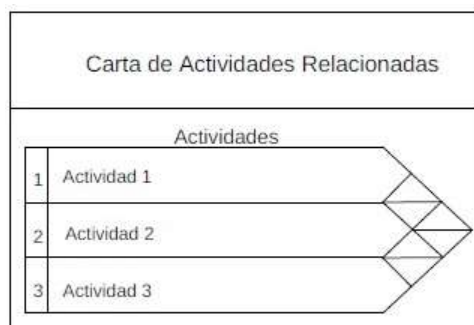 Carta de Actividades Relacionadas
Actividades
1 Actividad 1
2 Actividad 2
3 Actividad 3